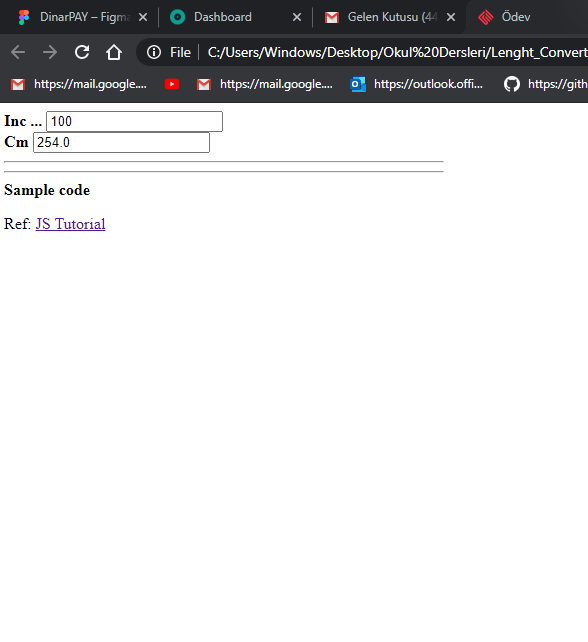 DinarPAY – Figma
Dashboard
Gelen Kutusu (44
Ödev
File
C:/Users/Windows/Desktop/Okul%20Dersleri/Lenght_Convert
https://mail.google....
https://mail.google....
https://outlook.offi...
https://gith
Inc ... 100
Cm 254.0
Sample code
Ref: JS Tutorial